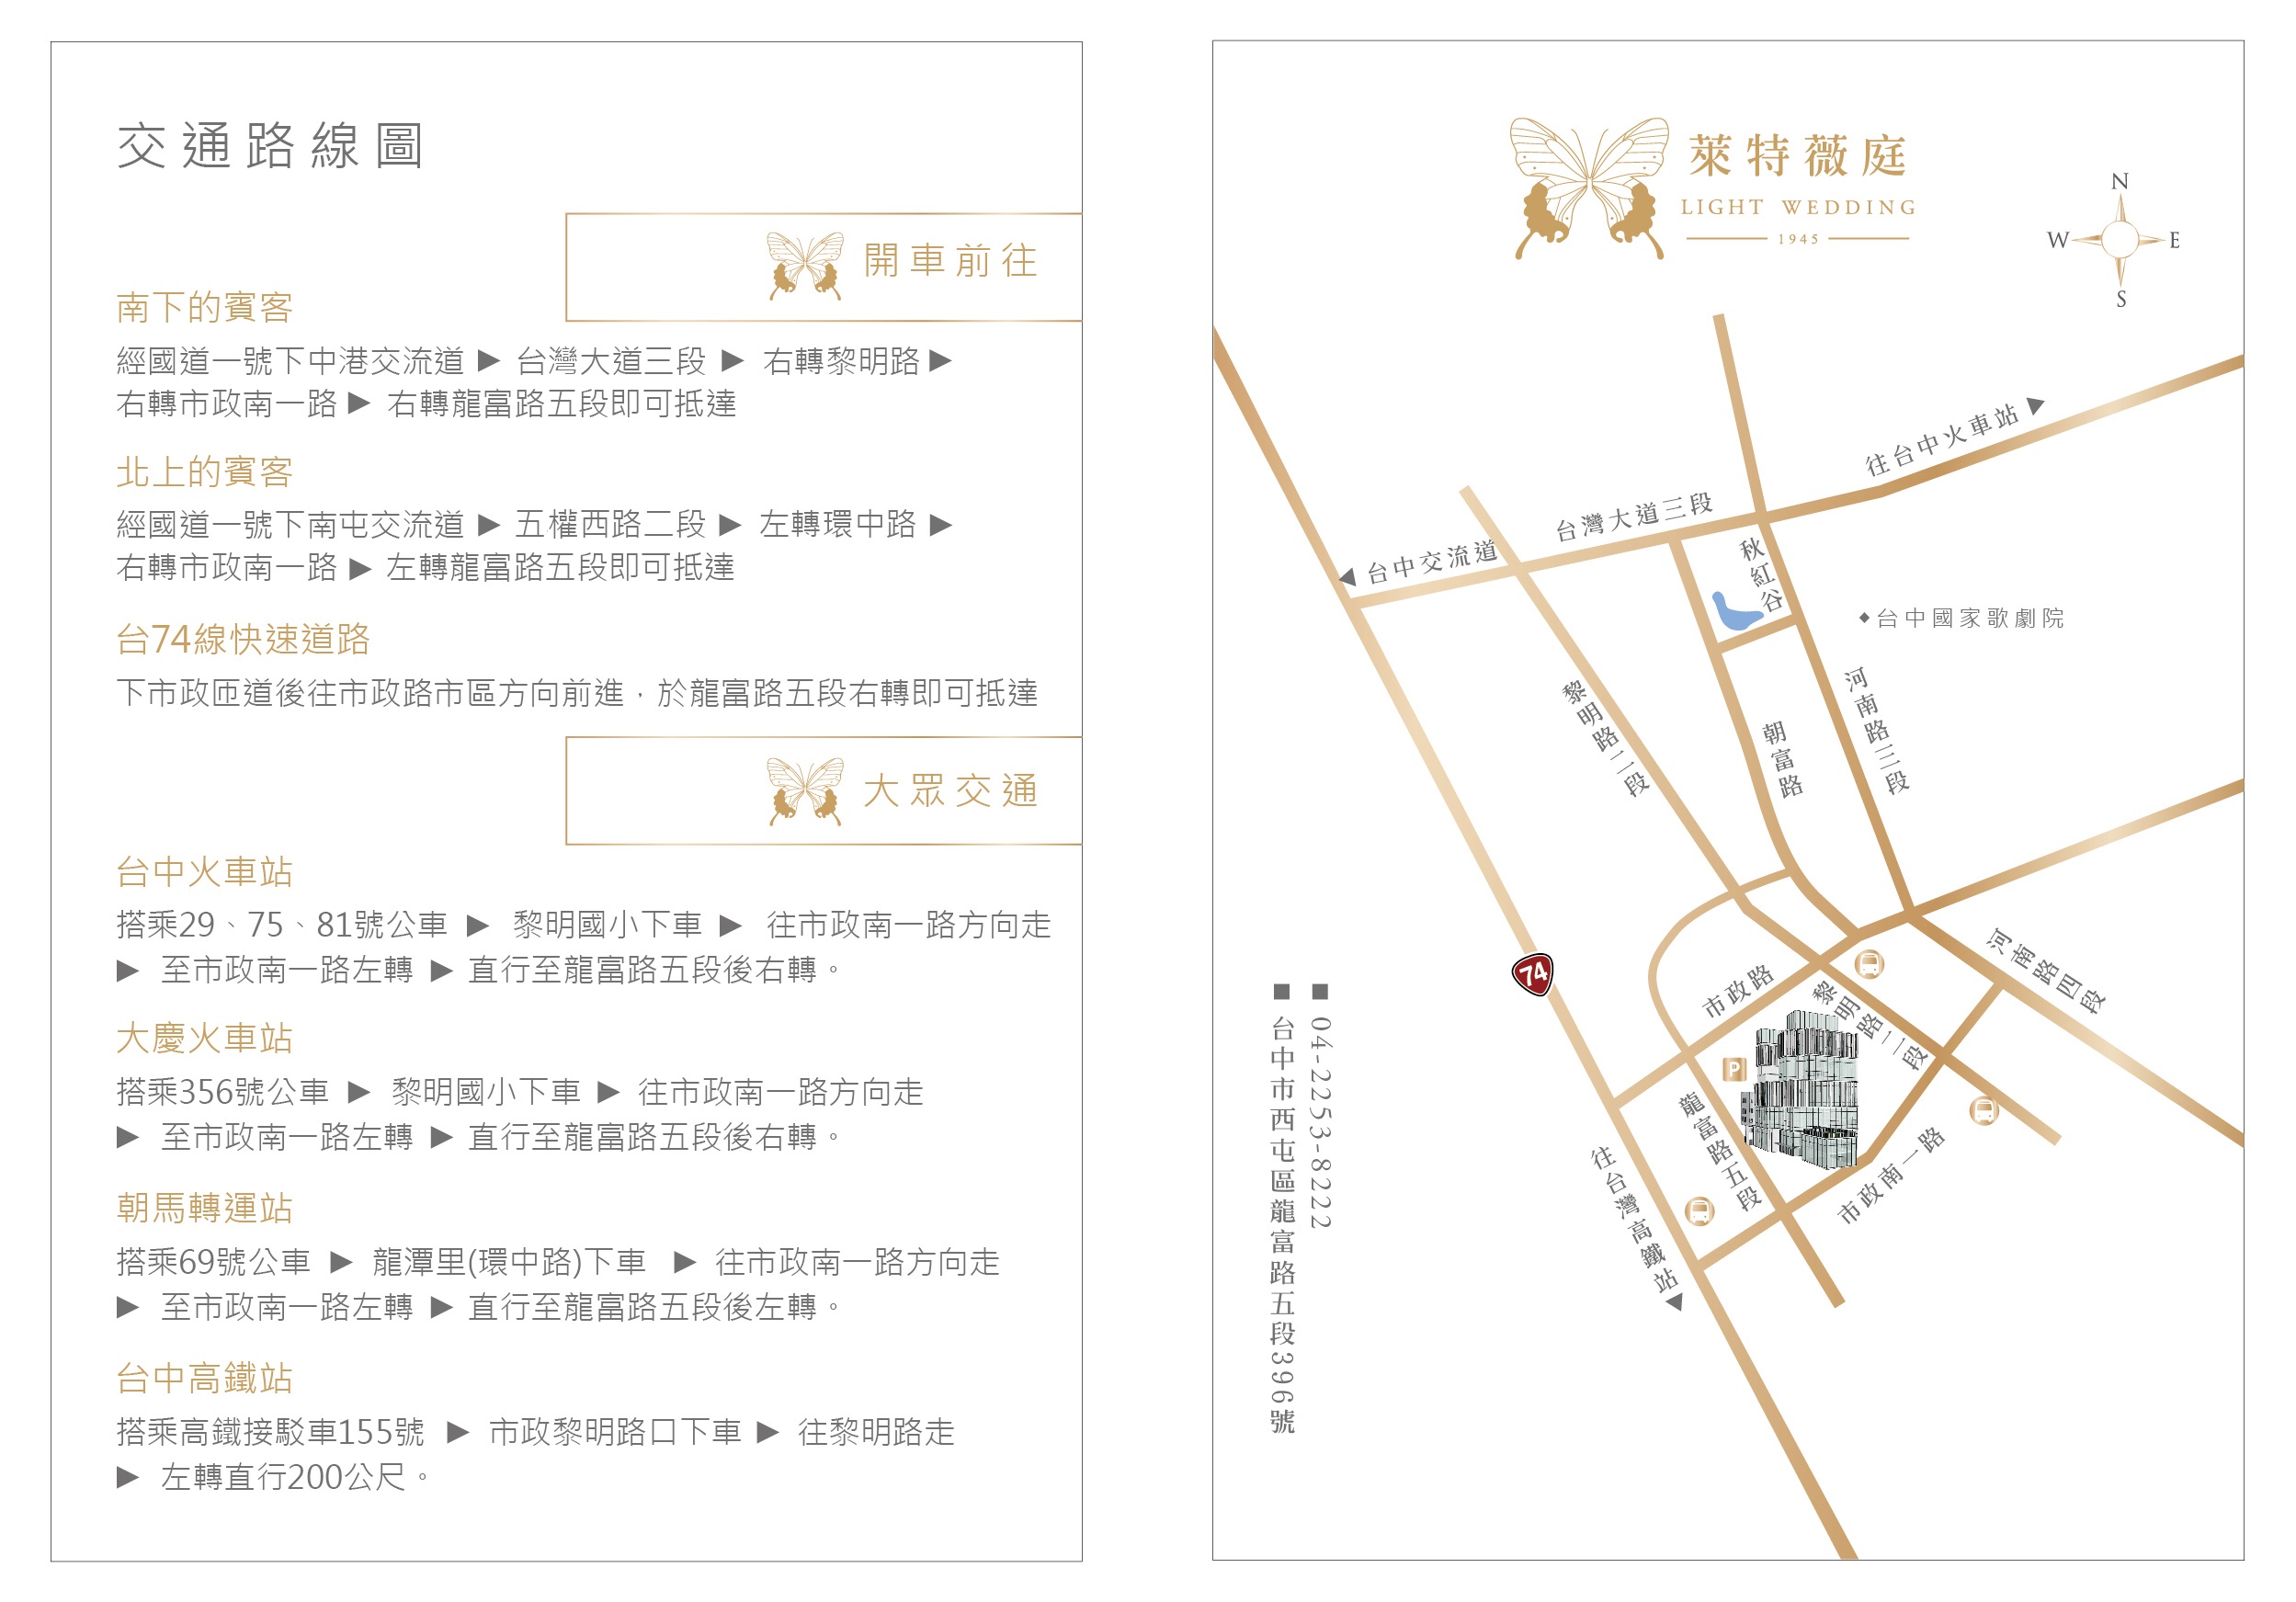 交通路線圖
開車前往
南下的賓客
經國道一號下中港交流道 ▶ 台灣大道三段 ▶ 右轉黎明路 ▶
右轉市政南一路 ▶ 右轉龍富路五段即可抵達
北上的賓客
經國道一號下南屯交流道 ▶ 五權西路二段 ▶ 左轉環中路 ▶
右轉市政南一路 ▶ 左轉龍富路五段即可抵達
台74線快速道路
下市政匝道後往市政路市區方向前進，於龍富路五段右轉即可抵達
大眾交通
台中火車站
搭乘29、75、81號公車 ▶ 黎明國小下車 ▶ 往市政南一路方向走
▶ 至市政南一路左轉 ▶ 直行至龍富路五段後右轉。
大慶火車站
搭乘356號公車 ▶ 黎明國小下車 ▶ 往市政南一路方向走
▶ 至市政南一路左轉 ▶ 直行至龍富路五段後右轉。
朝馬轉運站
搭乘69號公車 ▶ 龍潭里(環中路)下車 ▶ 往市政南一路方向走
▶ 至市政南一路左轉 ▶ 直行至龍富路五段後左轉。
台中高鐵站
搭乘高鐵接駁車155號 ▶ 市政黎明路口下車 ▶ 往黎明路走
▶ 左轉直行200公尺。
萊特薇庭
LIGHT WEDDING
1945
N
W
E
S
往台中火車站 ▶
台灣大道三段
◀ 台中交流道
秋紅谷
◆台中國家歌劇院
黎明路二段
朝富路
河南路三段
河南路四段
74
市政路
黎明路二段
P
龍富路五段
市政南一路
往台灣高鐵站▶
■ 04-2253-8222
■ 台中市西屯區龍富路五段396號